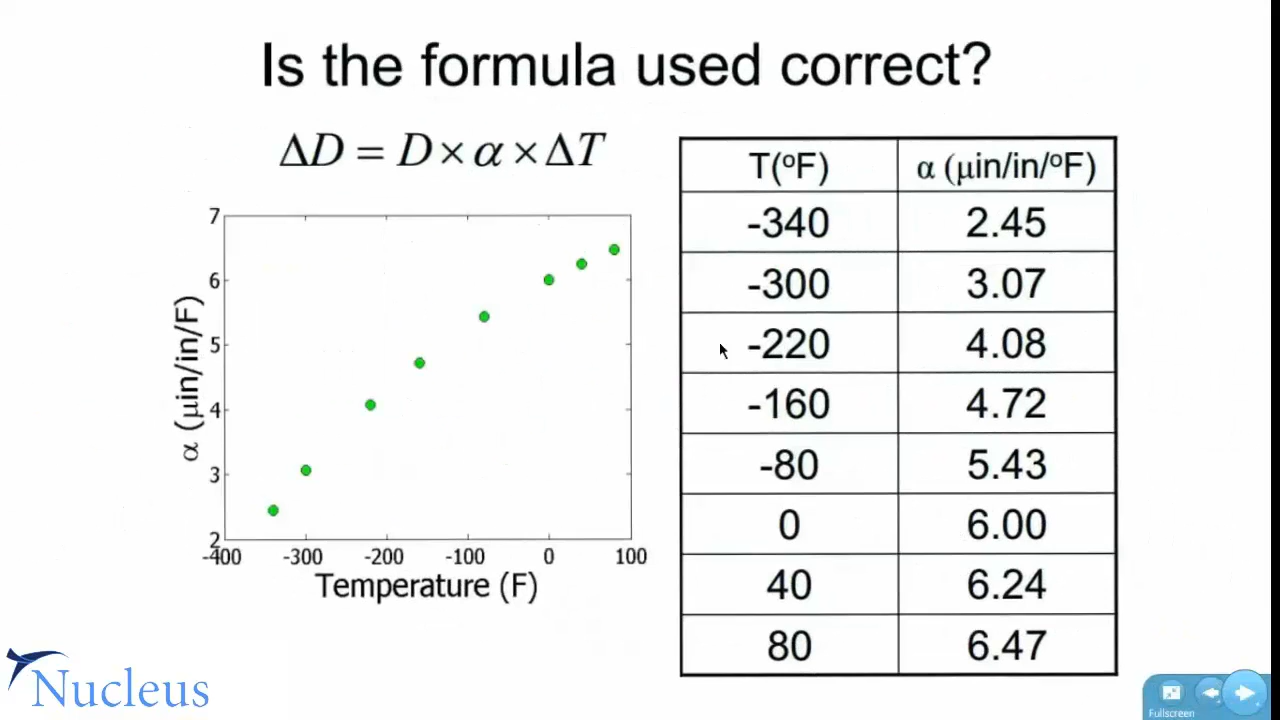 Is the formula used correct?
ΔD = D × α × ΔT
7
6
5
4
3
2
α (μin/in/F)
-400 -300 -200 -100 0 100
Temperature (F)
T(ºF) α (μin/in/ºF)
-340 2.45
-300 3.07
-220 4.08
-160 4.72
-80 5.43
0 6.00
40 6.24
80 6.47
Nucleus
Fullscreen